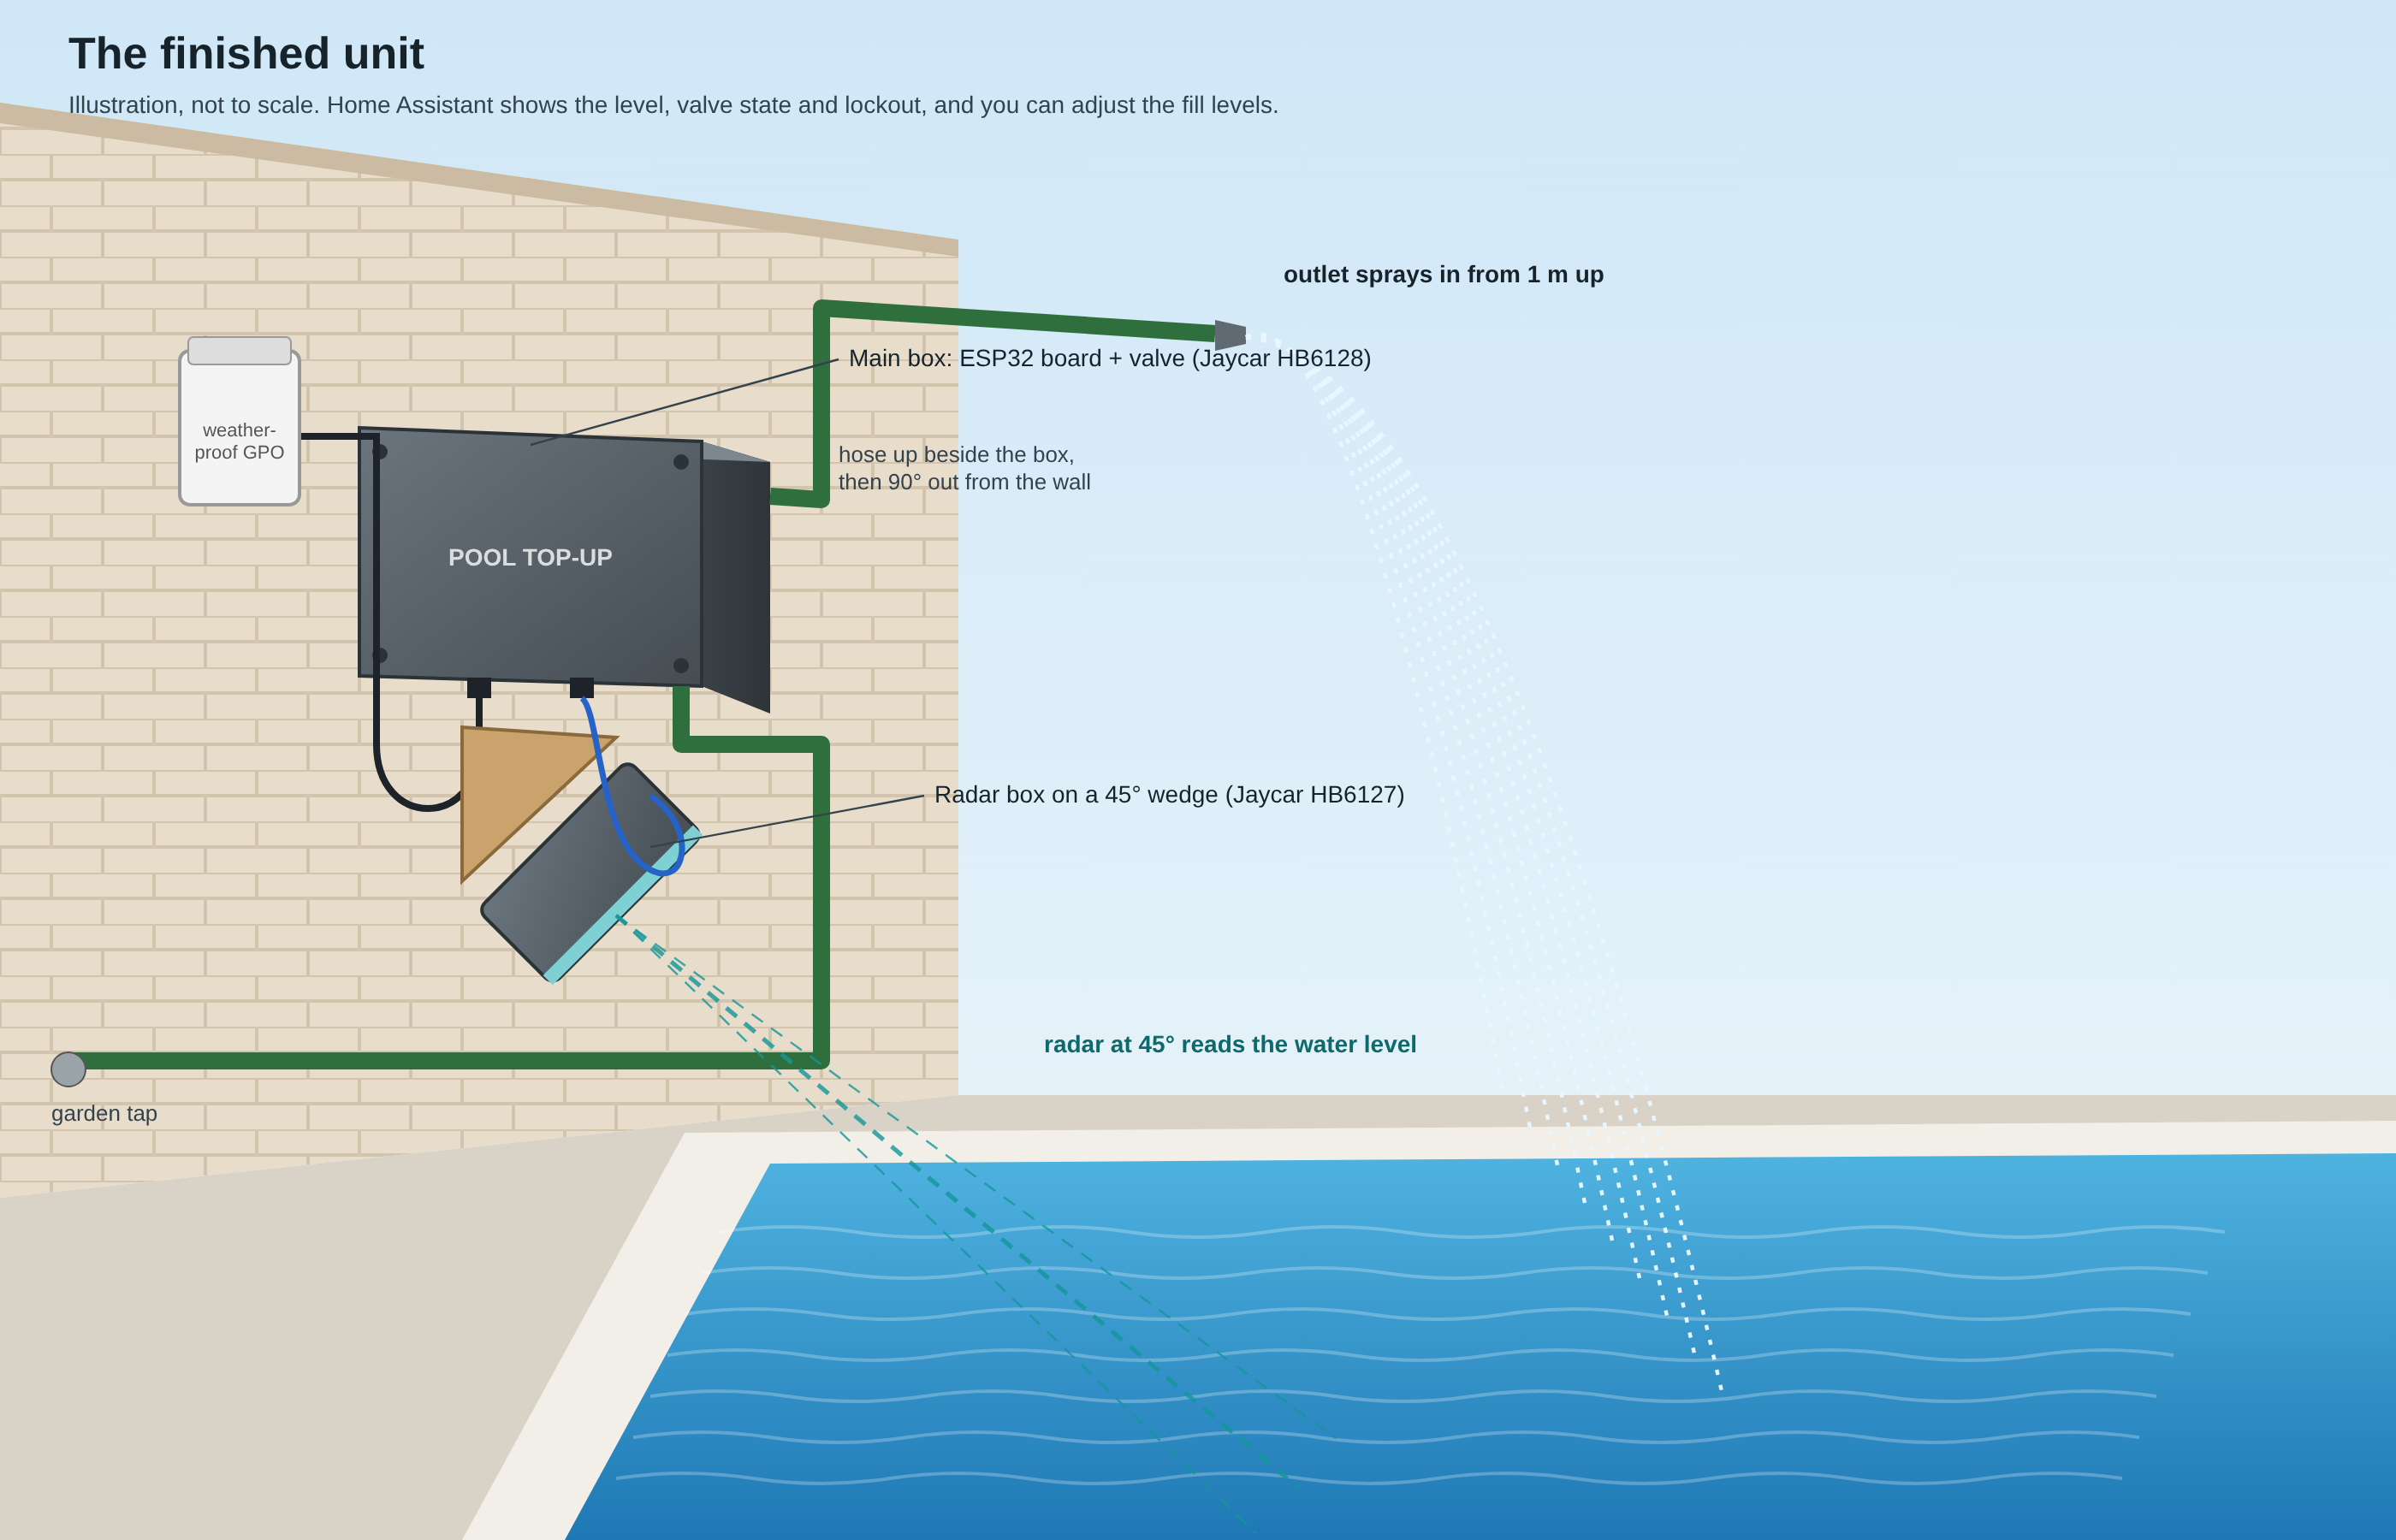 The finished unit
Illustration, not to scale. Home Assistant shows the level, valve state and lockout, and you can adjust the fill levels.
outlet sprays in from 1 m up
Main box: ESP32 board + valve (Jaycar HB6128)
weather-
proof GPO
hose up beside the box,
then 90° out from the wall
POOL TOP-UP
Radar box on a 45° wedge (Jaycar HB6127)
radar at 45° reads the water level
garden tap